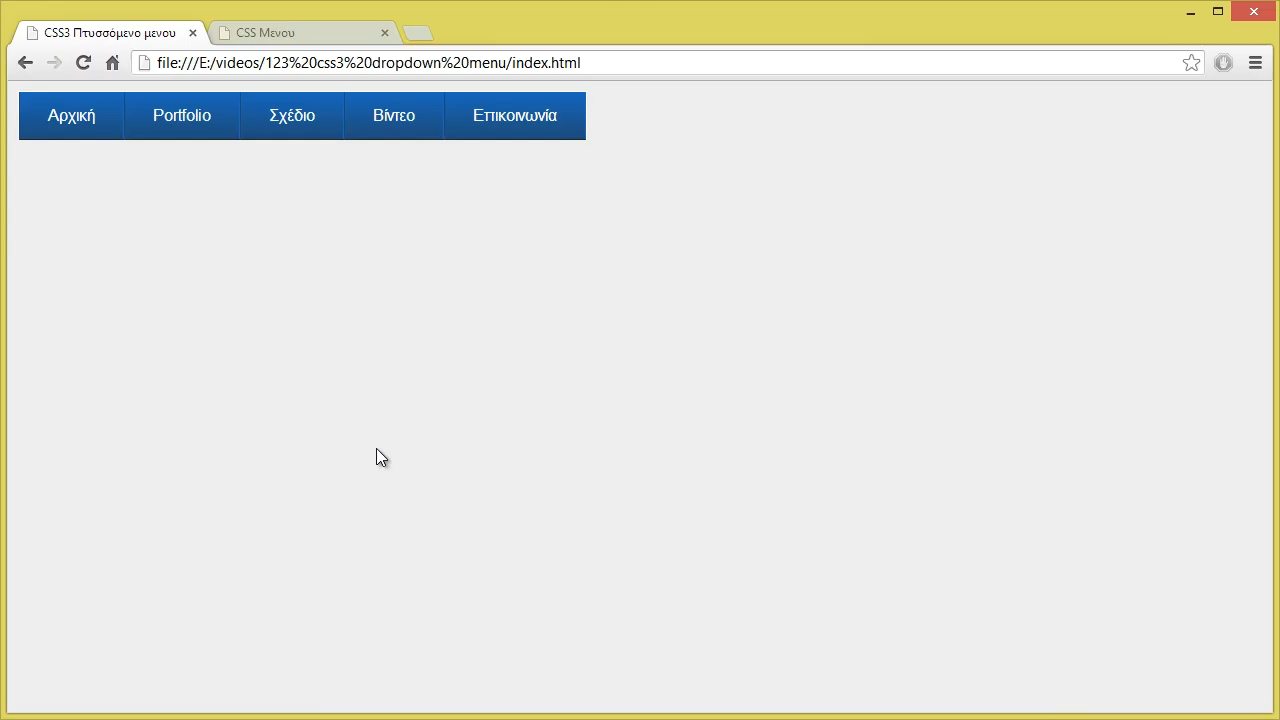 CSS3 Πτυσσόμενο μενου
CSS Μενου
file:///E:/videos/123%20css3%20dropdown%20menu/index.html
Αρχική Portfolio Σχέδιο Βίντεο Επικοινωνία